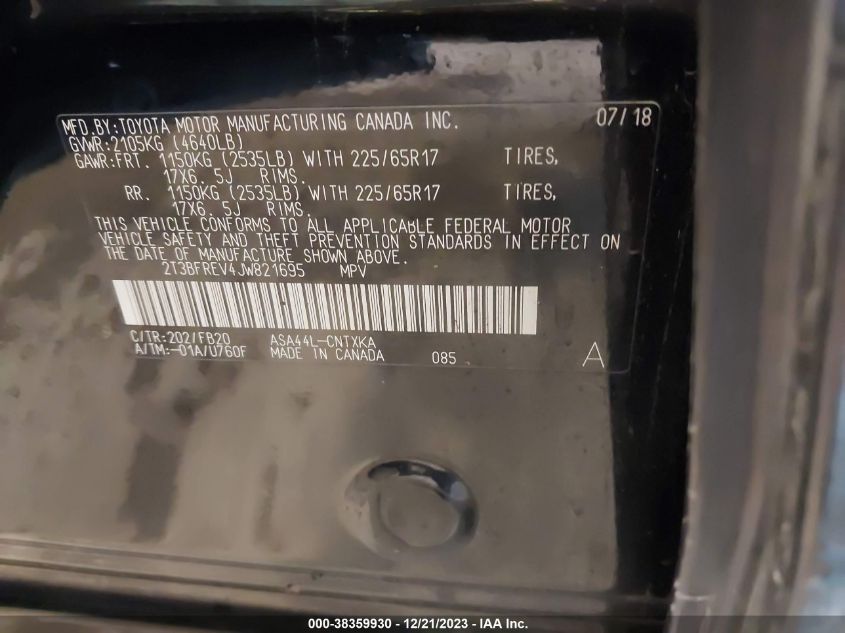 MFD.BY:TOYOTA MOTOR MANUFACTURING CANADA INC. 07/18
GVWR:2105KG (4640LB)
GAWR:FRT. 1150KG (2535LB) WITH 225/65R17 TIRES,
17X6. 5J RIMS.
RR. 1150KG (2535LB) WITH 225/65R17 TIRES,
17X6. 5J RIMS.
THIS VEHICLE CONFORMS TO ALL APPLICABLE FEDERAL MOTOR
VEHICLE SAFETY AND THEFT PREVENTION STANDARDS IN EFFECT ON
THE DATE OF MANUFACTURE SHOWN ABOVE.
2T3BFREV4JW821695 MPV
C/TR:202/FB20 ASA44L-CNTXKA
A/TM:-01A/U760F MADE IN CANADA 085 A
000-38359930 - 12/21/2023 - IAA Inc.